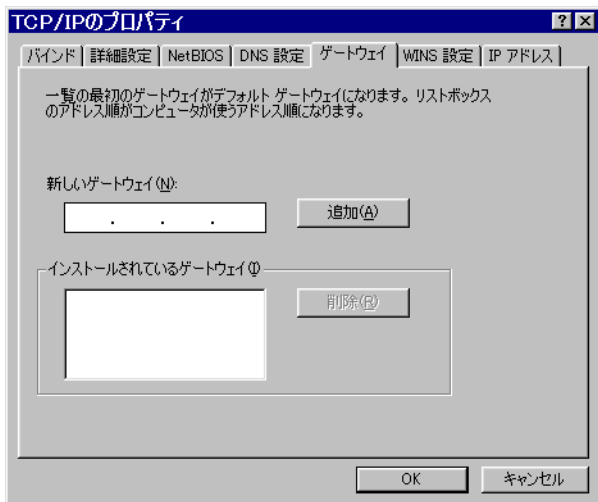 TCP/IPのプロパティ
バインド 詳細設定 NetBIOS DNS 設定 ゲートウェイ WINS 設定 IP アドレス
一覧の最初のゲートウェイがデフォルト ゲートウェイになります。リストボックス
のアドレス順がコンピュータが使うアドレス順になります。
新しいゲートウェイ(N):
. . . 追加(A)
インストールされているゲートウェイ(I)
削除(R)
OK キャンセル